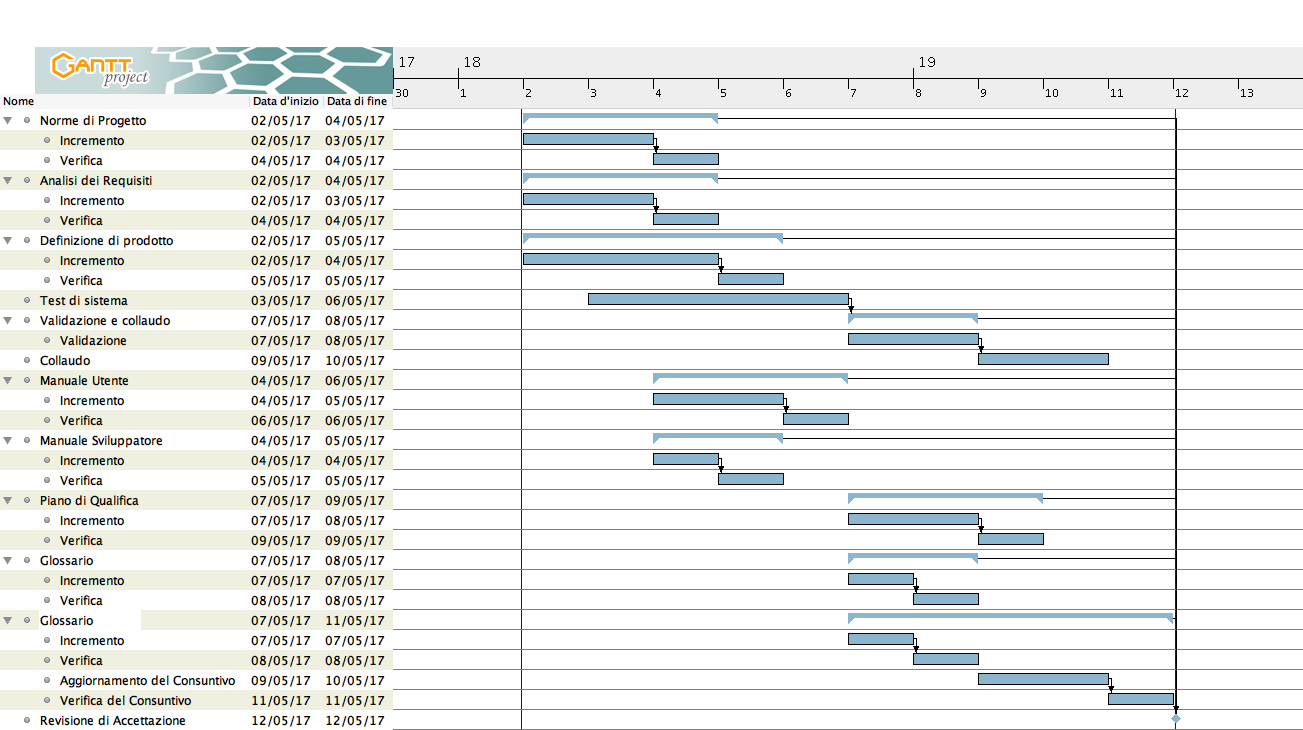 GANTT
project
17 18 19
30 1 2 3 4 5 6 7 8 9 10 11 12 13
Nome Data d'inizio Data di fine
Norme di Progetto 02/05/17 04/05/17
Incremento 02/05/17 03/05/17
Verifica 04/05/17 04/05/17
Analisi dei Requisiti 02/05/17 04/05/17
Incremento 02/05/17 03/05/17
Verifica 04/05/17 04/05/17
Definizione di prodotto 02/05/17 05/05/17
Incremento 02/05/17 04/05/17
Verifica 05/05/17 05/05/17
Test di sistema 03/05/17 06/05/17
Validazione e collaudo 07/05/17 08/05/17
Validazione 07/05/17 08/05/17
Collaudo 09/05/17 10/05/17
Manuale Utente 04/05/17 06/05/17
Incremento 04/05/17 05/05/17
Verifica 06/05/17 06/05/17
Manuale Sviluppatore 04/05/17 05/05/17
Incremento 04/05/17 04/05/17
Verifica 05/05/17 05/05/17
Piano di Qualifica 07/05/17 09/05/17
Incremento 07/05/17 08/05/17
Verifica 09/05/17 09/05/17
Glossario 07/05/17 08/05/17
Incremento 07/05/17 07/05/17
Verifica 08/05/17 08/05/17
Glossario 07/05/17 11/05/17
Incremento 07/05/17 07/05/17
Verifica 08/05/17 08/05/17
Aggiornamento del Consuntivo 09/05/17 10/05/17
Verifica del Consuntivo 11/05/17 11/05/17
Revisione di Accettazione 12/05/17 12/05/17